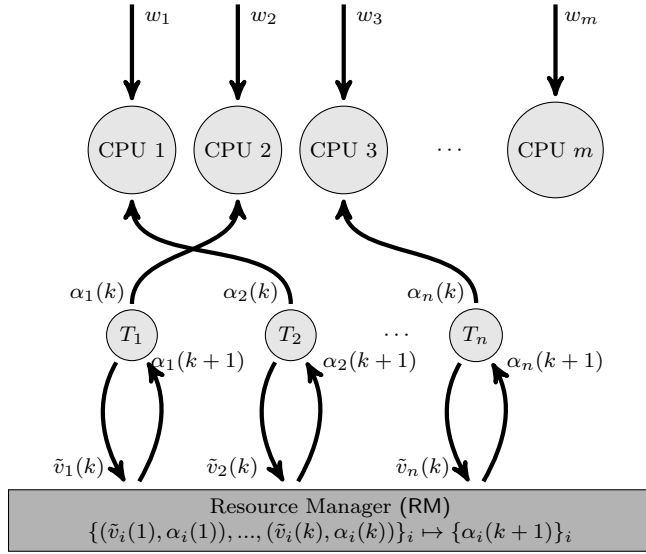 w₁ w₂ w₃ wₘ
CPU 1 CPU 2 CPU 3 ··· CPU m
α₁(k) α₂(k) αₙ(k)
T₁ T₂ ··· Tₙ
α₁(k+1) α₂(k+1) αₙ(k+1)
ṽ₁(k) ṽ₂(k) ṽₙ(k)
Resource Manager (RM)
{(ṽᵢ(1), αᵢ(1)), ..., (ṽᵢ(k), αᵢ(k))}ᵢ ↦ {αᵢ(k+1)}ᵢ